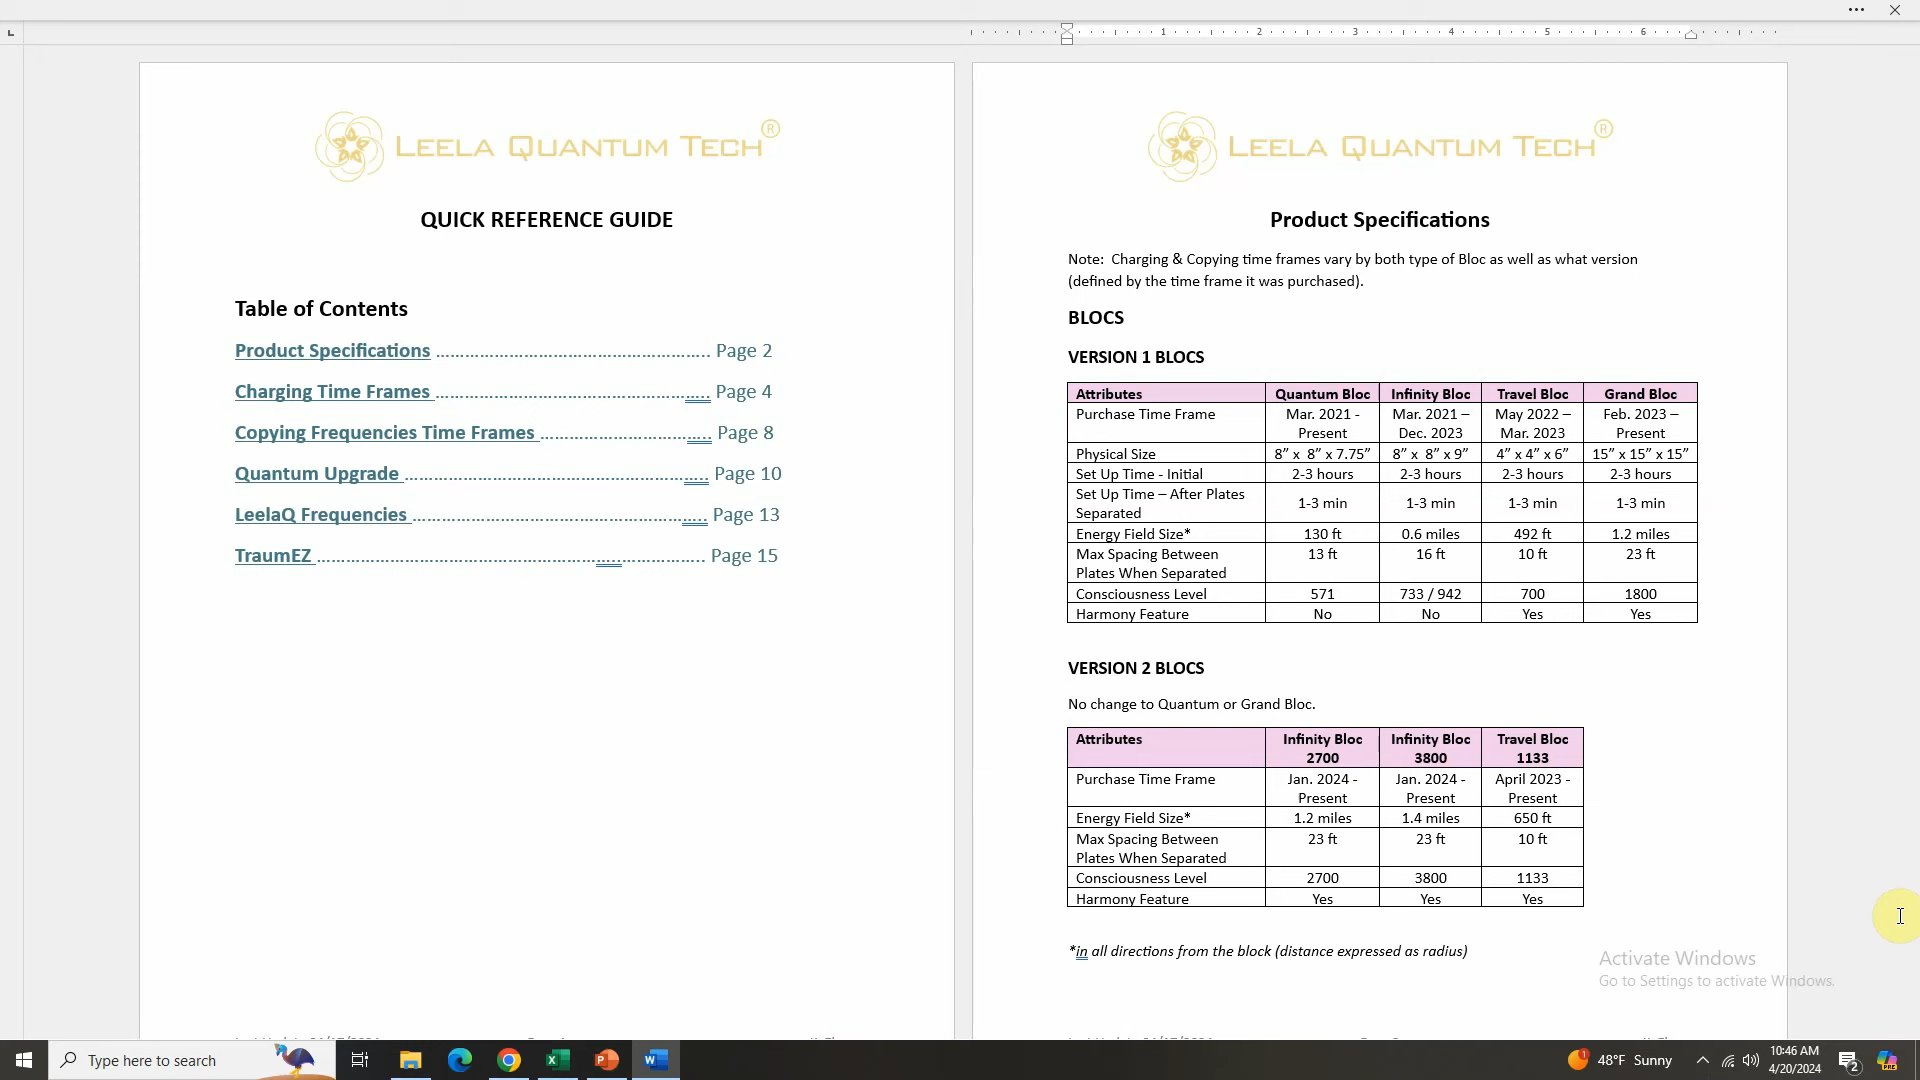 1 2 3 4 5 6
LEELA QUANTUM TECH®
QUICK REFERENCE GUIDE
Table of Contents
Product Specifications ........................................................ Page 2
Charging Time Frames ........................................................ Page 4
Copying Frequencies Time Frames .................................... Page 8
Quantum Upgrade ............................................................... Page 10
LeelaQ Frequencies ............................................................. Page 13
TraumEZ ................................................................................ Page 15
LEELA QUANTUM TECH®
Product Specifications
Note:  Charging & Copying time frames vary by both type of Bloc as well as what version
(defined by the time frame it was purchased).
BLOCS
VERSION 1 BLOCS
Attributes Quantum Bloc Infinity Bloc Travel Bloc Grand Bloc
Purchase Time Frame Mar. 2021 - Mar. 2021 – May 2022 – Feb. 2023 –
Present Dec. 2023 Mar. 2023 Present
Physical Size 8” x  8” x 7.75” 8” x  8” x 9” 4” x 4” x 6” 15” x 15” x 15”
Set Up Time - Initial 2-3 hours 2-3 hours 2-3 hours 2-3 hours
Set Up Time – After Plates
Separated 1-3 min 1-3 min 1-3 min 1-3 min
Energy Field Size* 130 ft 0.6 miles 492 ft 1.2 miles
Max Spacing Between 13 ft 16 ft 10 ft 23 ft
Plates When Separated
Consciousness Level 571 733 / 942 700 1800
Harmony Feature No No Yes Yes
VERSION 2 BLOCS
No change to Quantum or Grand Bloc.
Attributes Infinity Bloc Infinity Bloc Travel Bloc
2700 3800 1133
Purchase Time Frame Jan. 2024 - Jan. 2024 - April 2023 -
Present Present Present
Energy Field Size* 1.2 miles 1.4 miles 650 ft
Max Spacing Between 23 ft 23 ft 10 ft
Plates When Separated
Consciousness Level 2700 3800 1133
Harmony Feature Yes Yes Yes
*in all directions from the block (distance expressed as radius)
Activate Windows
Go to Settings to activate Windows.
Type here to search
1 48°F Sunny
10:46 AM
4/20/2024
2
PRE